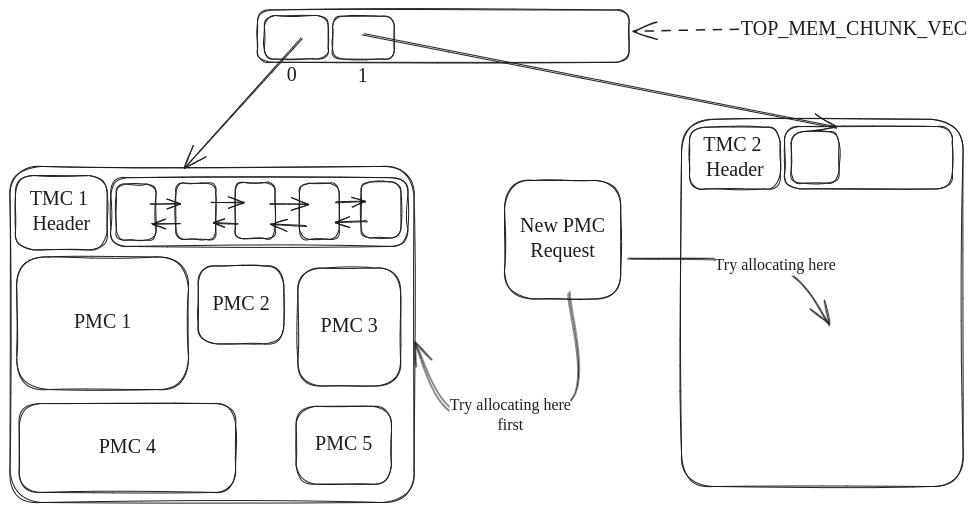 TOP_MEM_CHUNK_VEC
0
1
TMC 1
Header
TMC 2
Header
New PMC
Request
Try allocating here
PMC 1
PMC 2
PMC 3
Try allocating here
first
PMC 4
PMC 5